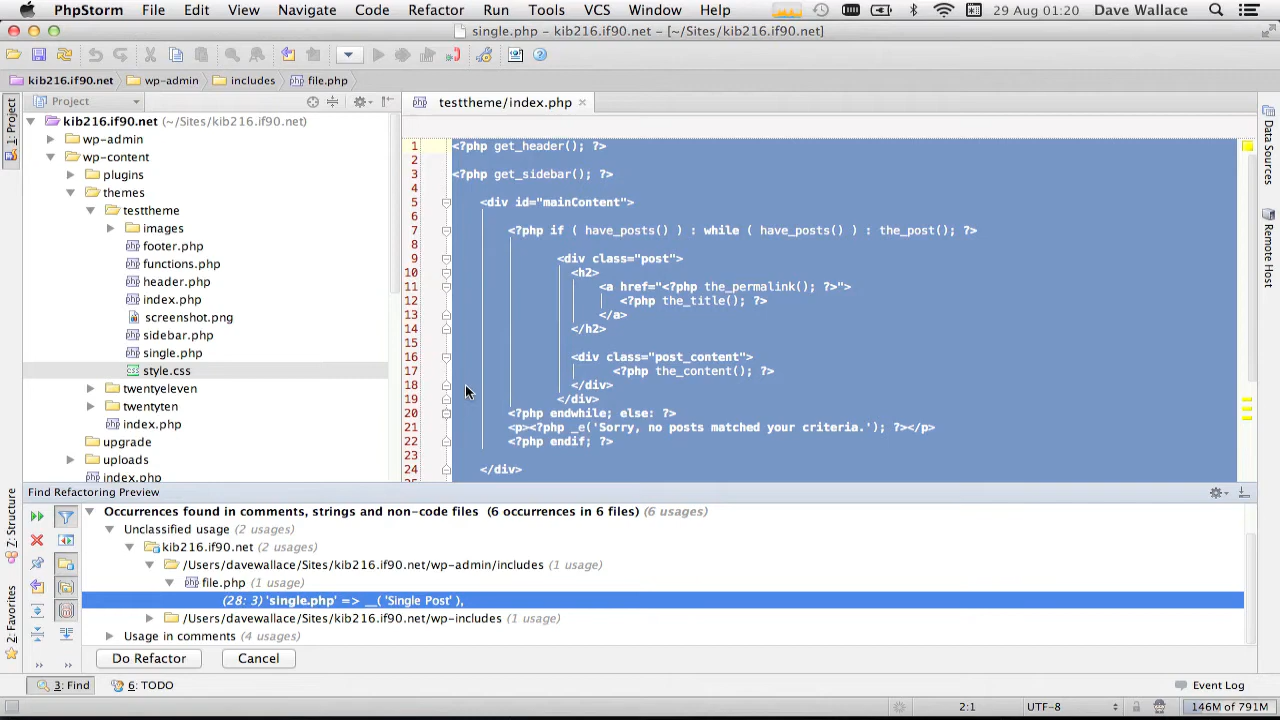 PhpStorm File Edit View Navigate Code Refactor Run Tools VCS Window Help 29 Aug 01:20 Dave Wallace
single.php – kib216.if90.net – [~/Sites/kib216.if90.net]
kib216.if90.net wp-admin includes file.php
Project
testtheme/index.php
1: Project
Z: Structure
2: Favorites
Data Sources
Remote Host
kib216.if90.net (~/Sites/kib216.if90.net)
wp-admin
wp-content
plugins
themes
testtheme
images
footer.php
functions.php
header.php
index.php
screenshot.png
sidebar.php
single.php
style.css
twentyeleven
twentyten
index.php
upgrade
uploads
index.php
1 <?php get_header(); ?>
2
3 <?php get_sidebar(); ?>
4
5 <div id="mainContent">
6
7 <?php if ( have_posts() ) : while ( have_posts() ) : the_post(); ?>
8
9 <div class="post">
10 <h2>
11 <a href="<?php the_permalink(); ?>">
12 <?php the_title(); ?>
13 </a>
14 </h2>
15
16 <div class="post_content">
17 <?php the_content(); ?>
18 </div>
19 </div>
20 <?php endwhile; else: ?>
21 <p><?php _e('Sorry, no posts matched your criteria.'); ?></p>
22 <?php endif; ?>
23
24 </div>
Find Refactoring Preview
Occurrences found in comments, strings and non-code files (6 occurrences in 6 files) (6 usages)
Unclassified usage (2 usages)
kib216.if90.net (2 usages)
/Users/davewallace/Sites/kib216.if90.net/wp-admin/includes (1 usage)
file.php (1 usage)
(28: 3) 'single.php' => __( 'Single Post' ),
/Users/davewallace/Sites/kib216.if90.net/wp-includes (1 usage)
Usage in comments (4 usages)
Do Refactor Cancel
3: Find 6: TODO Event Log
2:1 UTF-8 146M of 791M